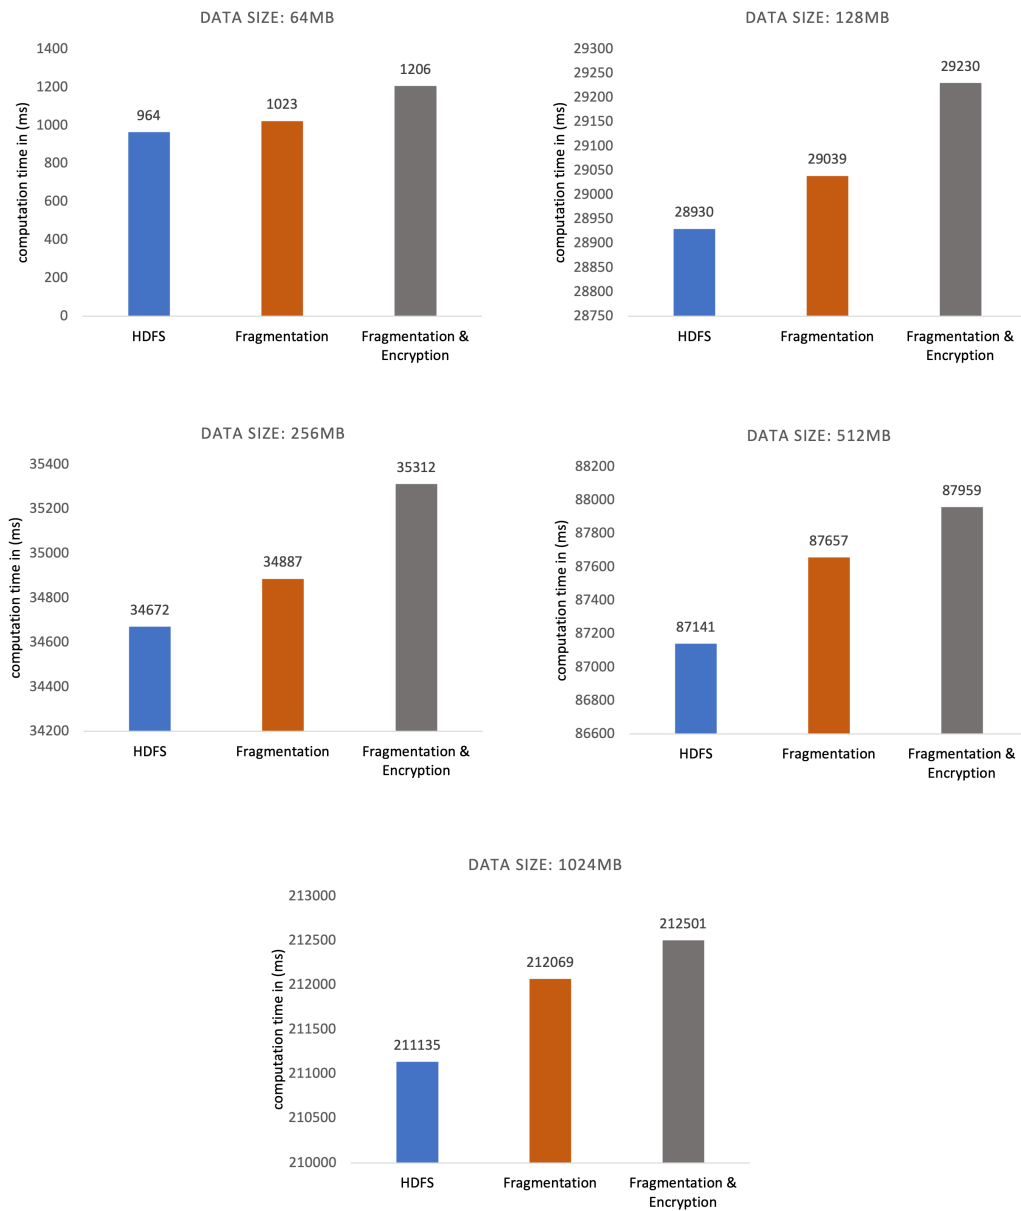 DATA SIZE: 64MB
computation time in (ms)
1400
1200
1000
800
600
400
200
0
964
1023
1206
HDFS
Fragmentation
Fragmentation &
Encryption
DATA SIZE: 128MB
computation time in (ms)
29300
29250
29200
29150
29100
29050
29000
28950
28900
28850
28800
28750
28930
29039
29230
HDFS
Fragmentation
Fragmentation &
Encryption
DATA SIZE: 256MB
computation time in (ms)
35400
35200
35000
34800
34600
34400
34200
34672
34887
35312
HDFS
Fragmentation
Fragmentation &
Encryption
DATA SIZE: 512MB
computation time in (ms)
88200
88000
87800
87600
87400
87200
87000
86800
86600
87141
87657
87959
HDFS
Fragmentation
Fragmentation &
Encryption
DATA SIZE: 1024MB
computation time in (ms)
213000
212500
212000
211500
211000
210500
210000
211135
212069
212501
HDFS
Fragmentation
Fragmentation &
Encryption